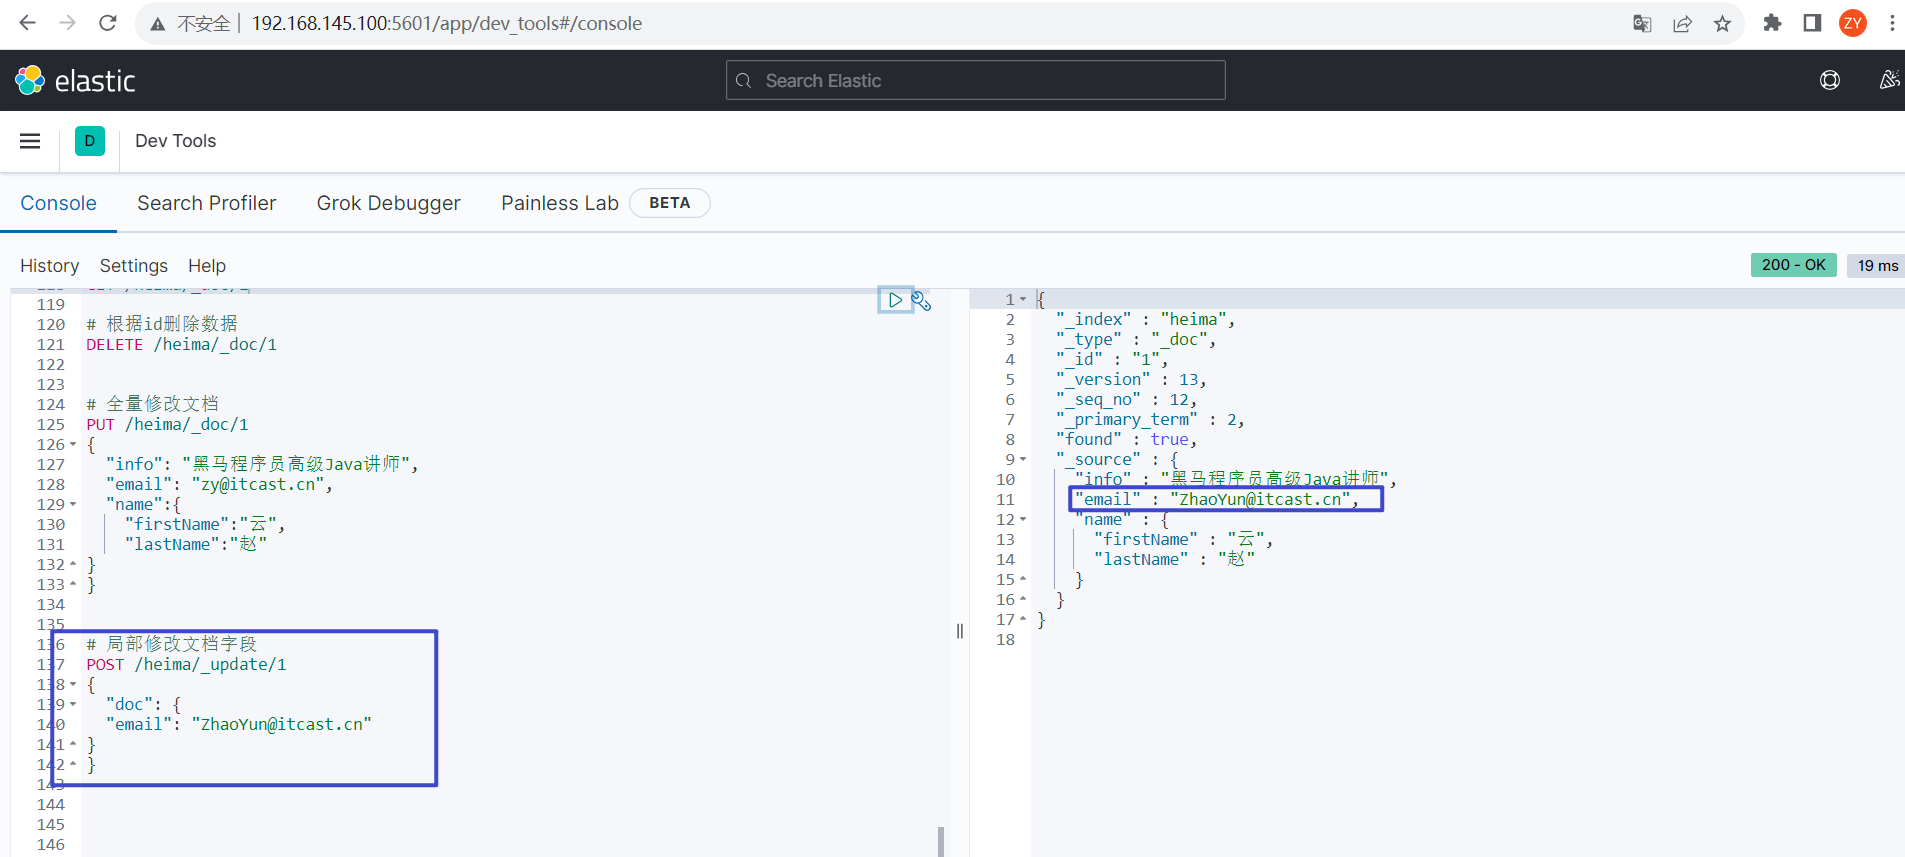 不安全 192.168.145.100:5601/app/dev_tools#/console
ZY
elastic
Search Elastic
D
Dev Tools
Console
Search Profiler
Grok Debugger
Painless Lab
BETA
History
Settings
Help
200 - OK
19 ms
119
120 # 根据id删除数据
121 DELETE /heima/_doc/1
122
123
124 # 全量修改文档
125 PUT /heima/_doc/1
126 {
127 "info": "黑马程序员高级Java讲师",
128 "email": "zy@itcast.cn",
129 "name":{
130 "firstName":"云",
131 "lastName":"赵"
132 }
133 }
134
135
136 # 局部修改文档字段
137 POST /heima/_update/1
138 {
139 "doc": {
140 "email": "ZhaoYun@itcast.cn"
141 }
142 }
143
144
145
146
1 {
2 "_index" : "heima",
3 "_type" : "_doc",
4 "_id" : "1",
5 "_version" : 13,
6 "_seq_no" : 12,
7 "_primary_term" : 2,
8 "found" : true,
9 "_source" : {
10 "info" : "黑马程序员高级Java讲师",
11 "email" : "ZhaoYun@itcast.cn",
12 "name" : {
13 "firstName" : "云",
14 "lastName" : "赵"
15 }
16 }
17 }
18